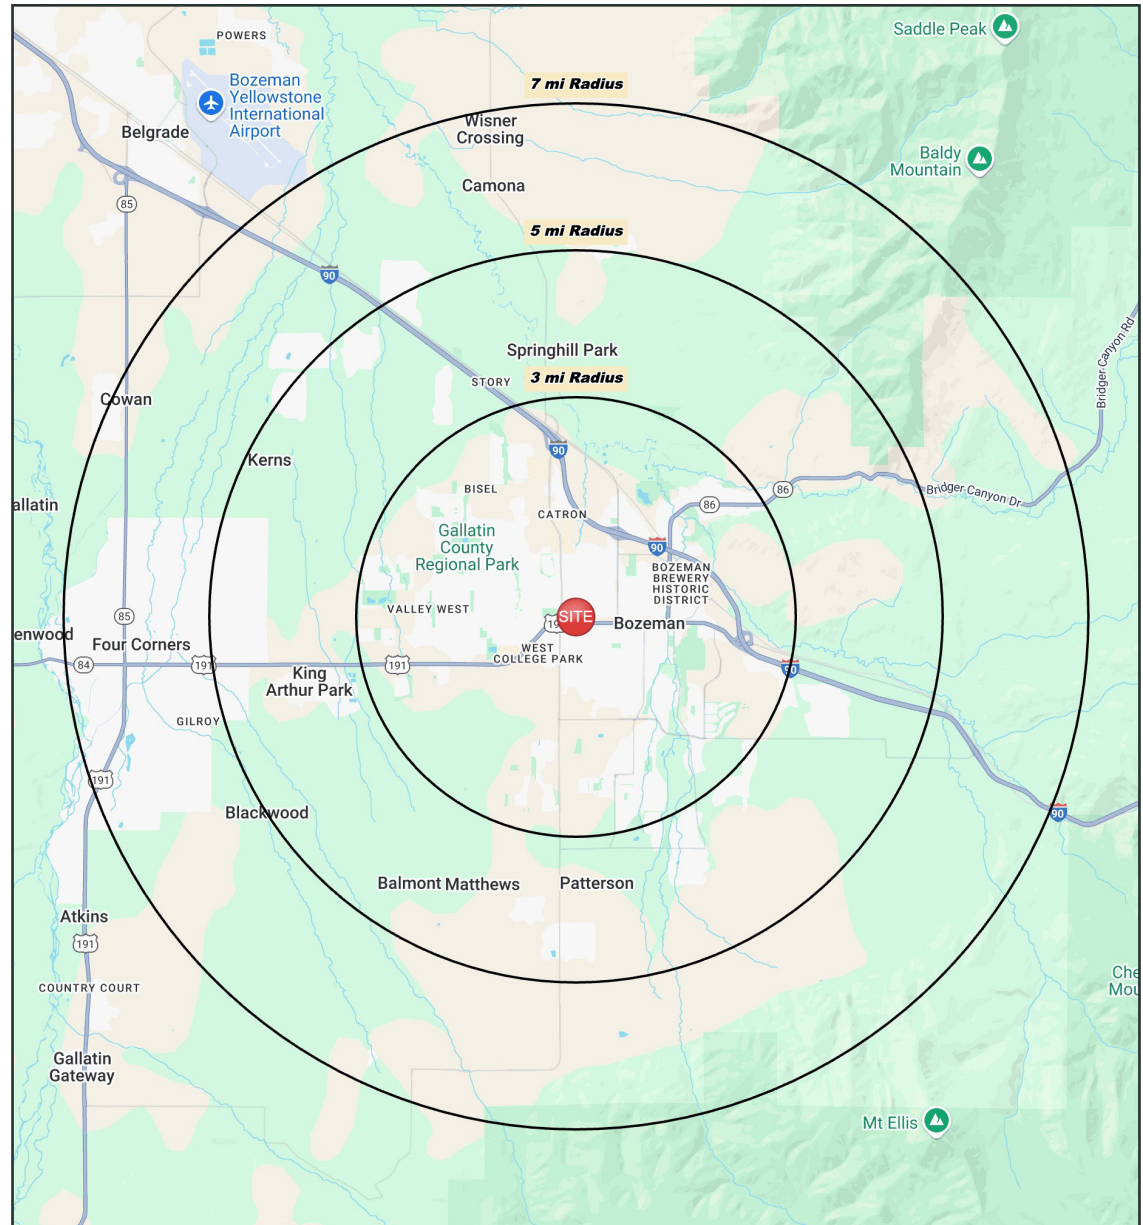 Saddle Peak
POWERS
Bozeman
Yellowstone
International
Airport
7 mi Radius
Belgrade
Wisner
Crossing
Baldy
Mountain
Camona
85
5 mi Radius
90
Bridger Canyon Rd
Springhill Park
3 mi Radius
STORY
Cowan
90
Kerns
BISEL
86
Bridger Canyon Dr
allatin
86
CATRON
Gallatin
County
Regional Park
90
BOZEMAN
BREWERY
HISTORIC
DISTRICT
VALLEY WEST
85
19
SITE
Bozeman
enwood
Four Corners
WEST
COLLEGE PARK
84
191
191
90
King
Arthur Park
GILROY
191
Blackwood
90
Balmont
Matthews
Patterson
Atkins
191
Che
Mou
COUNTRY COURT
Gallatin
Gateway
Mt Ellis